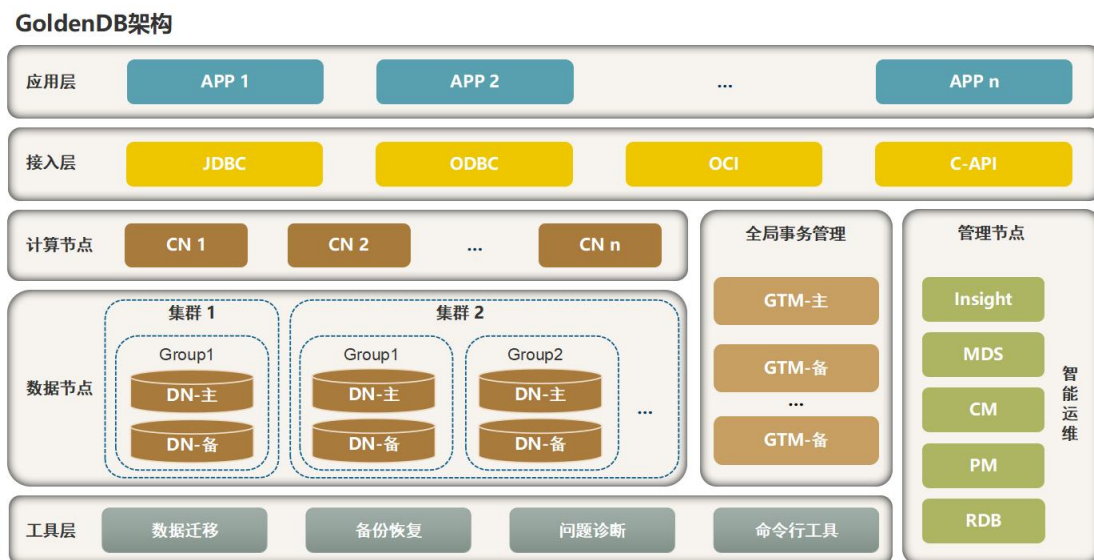 GoldenDB架构
应用层
APP 1
APP 2
...
APP n
接入层
JDBC
ODBC
OCI
C-API
计算节点
CN 1
CN 2
...
CN n
数据节点
集群 1
Group1
DN-主
DN-备
集群 2
Group1
DN-主
DN-备
Group2
DN-主
DN-备
...
全局事务管理
GTM-主
GTM-备
...
GTM-备
管理节点
Insight
MDS
CM
PM
RDB
智能运维
工具层
数据迁移
备份恢复
问题诊断
命令行工具